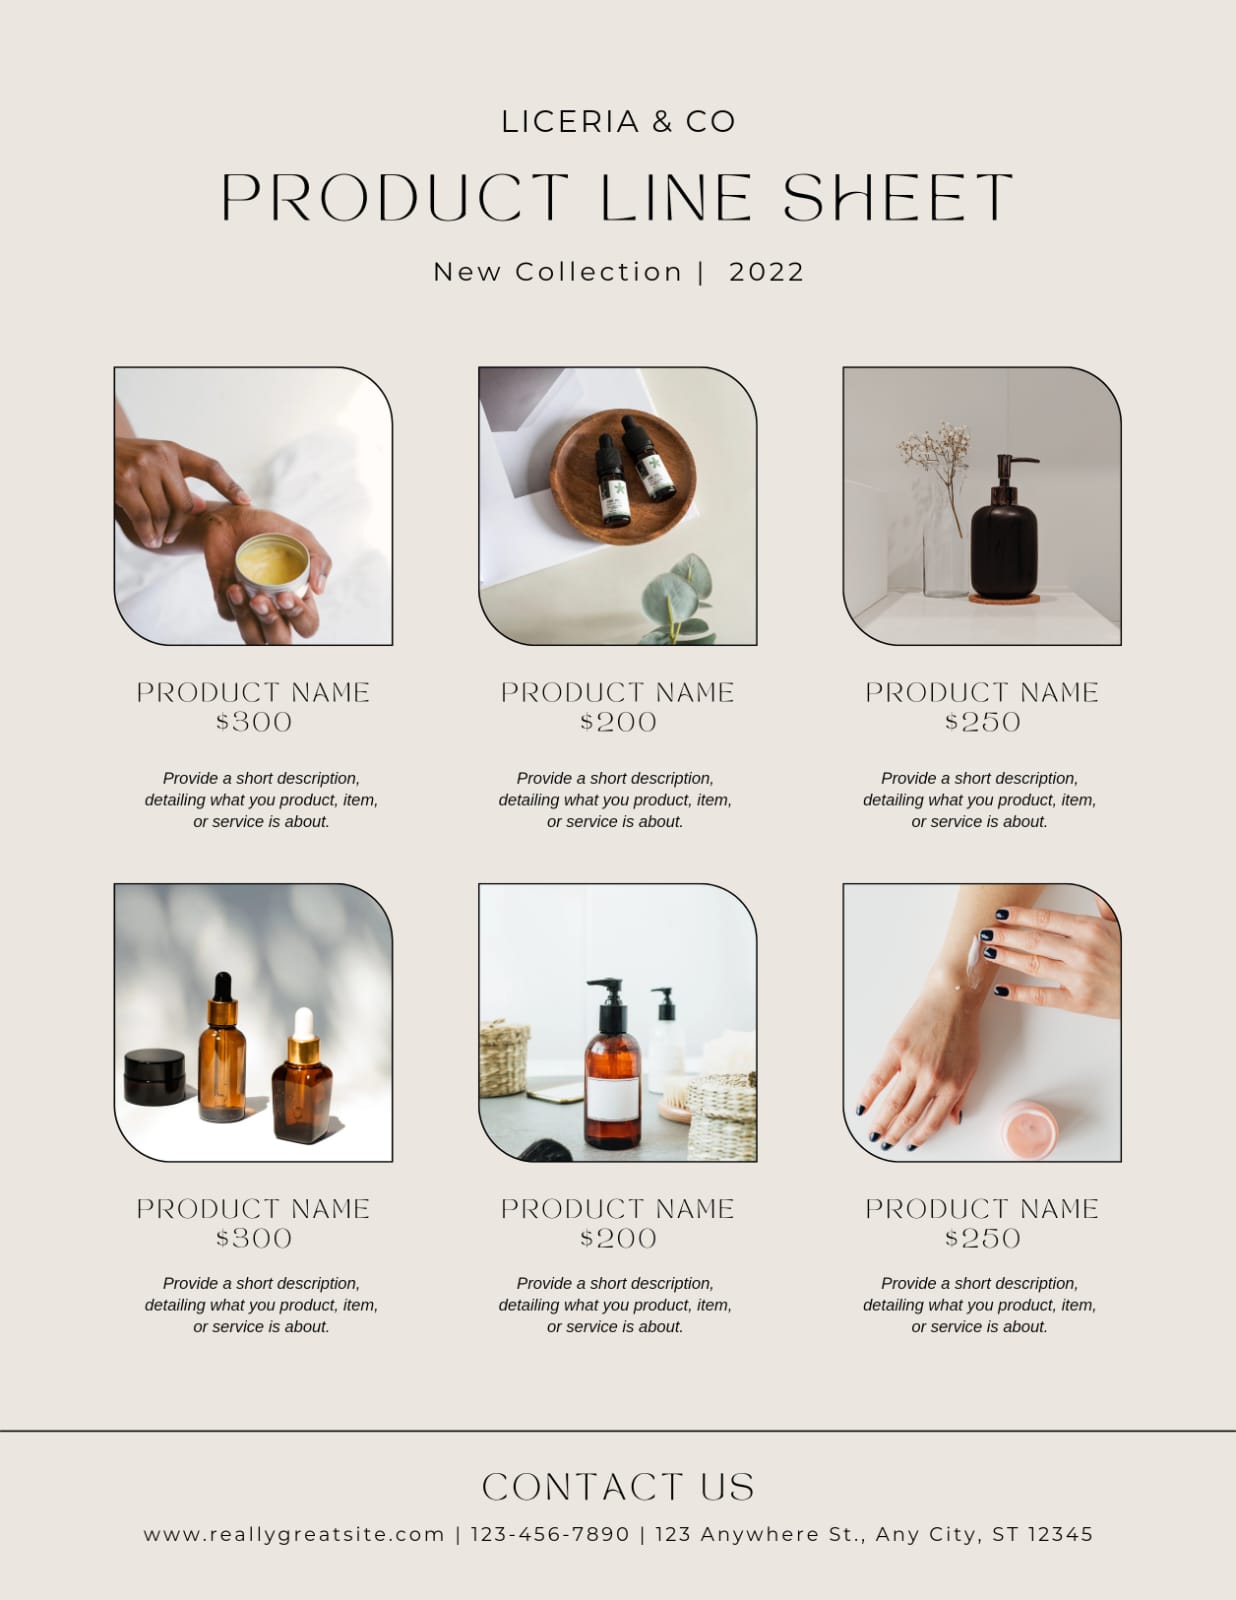 LICERIA & CO
PRODUCT LINE SHEET
New Collection | 2022
PRODUCT NAME
$300
Provide a short description,
detailing what you product, item,
or service is about.
PRODUCT NAME
$200
Provide a short description,
detailing what you product, item,
or service is about.
PRODUCT NAME
$250
Provide a short description,
detailing what you product, item,
or service is about.
PRODUCT NAME
$300
Provide a short description,
detailing what you product, item,
or service is about.
PRODUCT NAME
$200
Provide a short description,
detailing what you product, item,
or service is about.
PRODUCT NAME
$250
Provide a short description,
detailing what you product, item,
or service is about.
CONTACT US
www.reallygreatsite.com | 123-456-7890 | 123 Anywhere St., Any City, ST 12345